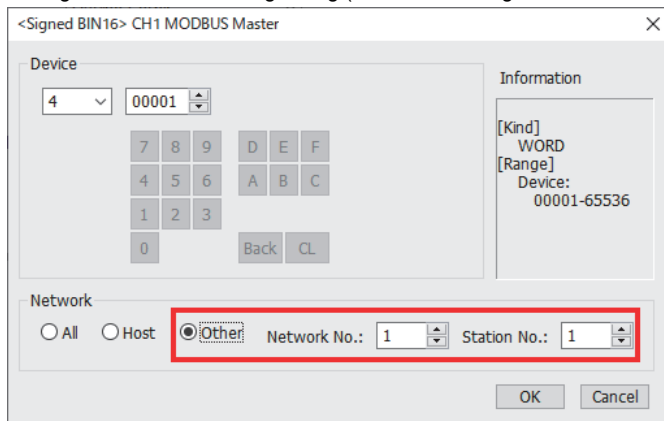 <Signed BIN16> CH1 MODBUS Master
Device
4 00001
7 8 9 D E F
4 5 6 A B C
1 2 3
0 Back CL
Information
[Kind]
WORD
[Range]
Device:
00001-65536
Network
All Host Other Network No.: 1 Station No.: 1
OK Cancel